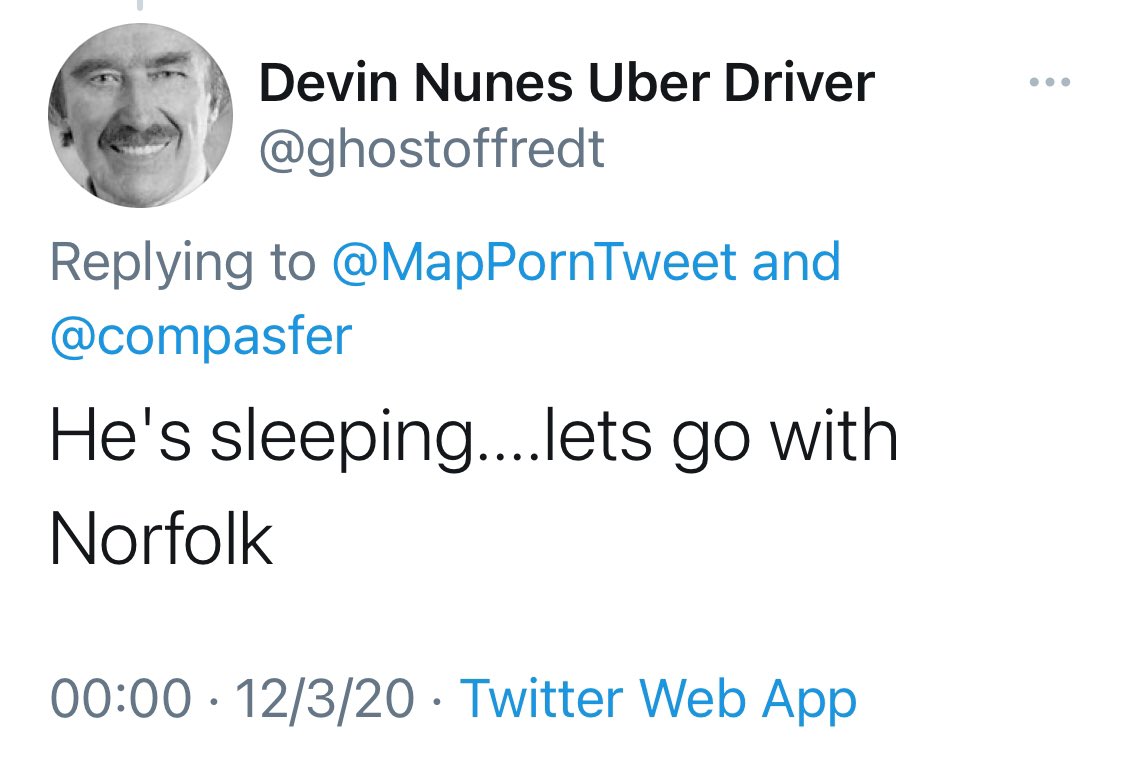 Devin Nunes Uber Driver
@ghostoffredt
Replying to @MapPornTweet and
@compasfer
He's sleeping....lets go with
Norfolk
00:00 · 12/3/20 · Twitter Web App